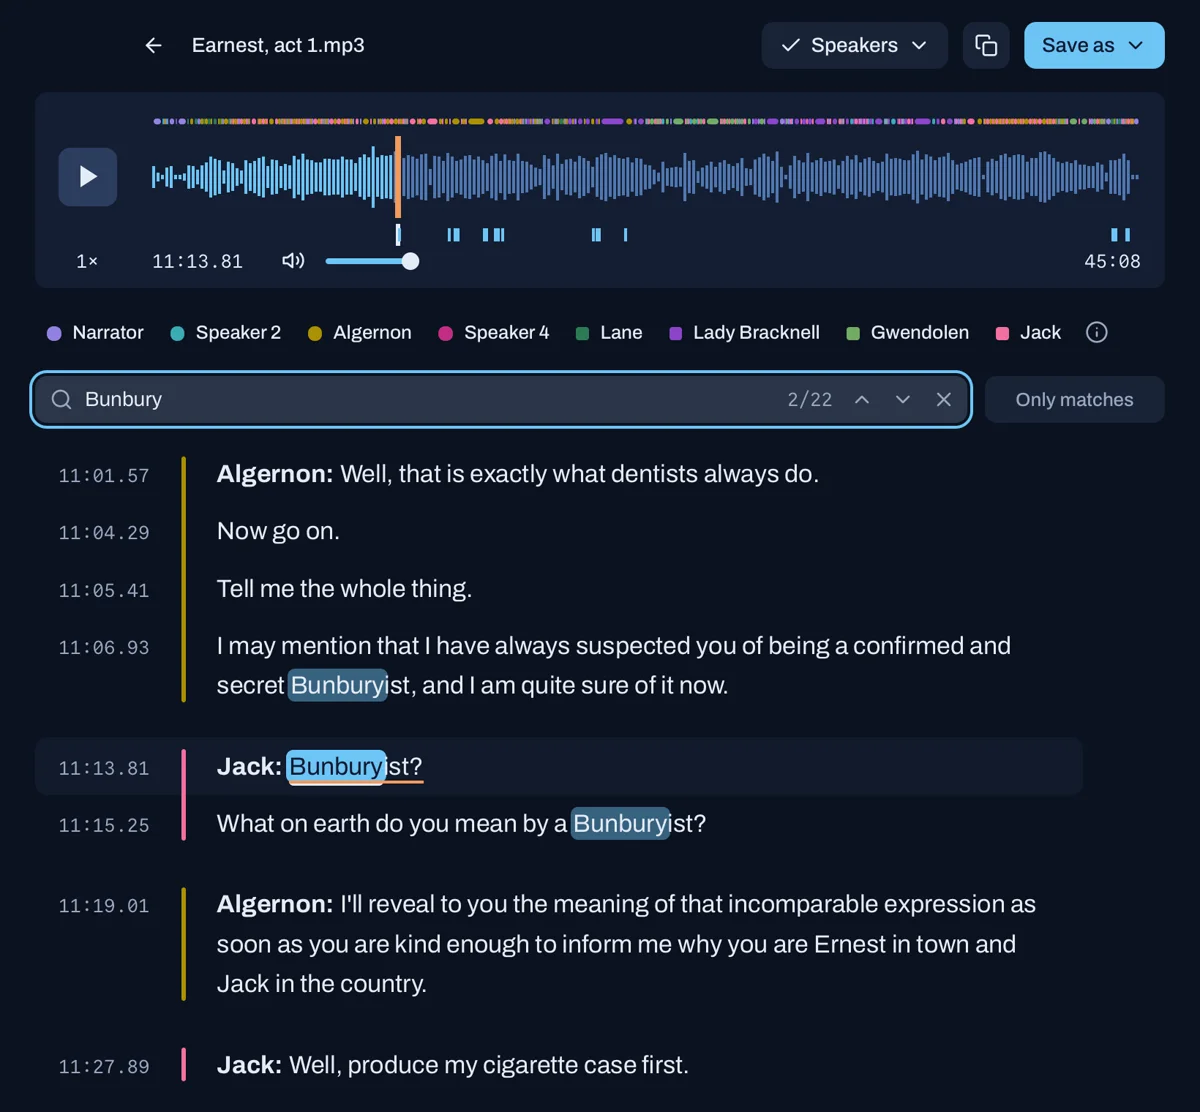 Earnest, act 1.mp3
Speakers
Save as
1×
11:13.81
45:08
Narrator
Speaker 2
Algernon
Speaker 4
Lane
Lady Bracknell
Gwendolen
Jack
Bunbury
2/22
Only matches
11:01.57
Algernon: Well, that is exactly what dentists always do.
11:04.29
Now go on.
11:05.41
Tell me the whole thing.
11:06.93
I may mention that I have always suspected you of being a confirmed and
secret Bunburyist, and I am quite sure of it now.
11:13.81
Jack: Bunburyist?
11:15.25
What on earth do you mean by a Bunburyist?
11:19.01
Algernon: I'll reveal to you the meaning of that incomparable expression as
soon as you are kind enough to inform me why you are Ernest in town and
Jack in the country.
11:27.89
Jack: Well, produce my cigarette case first.